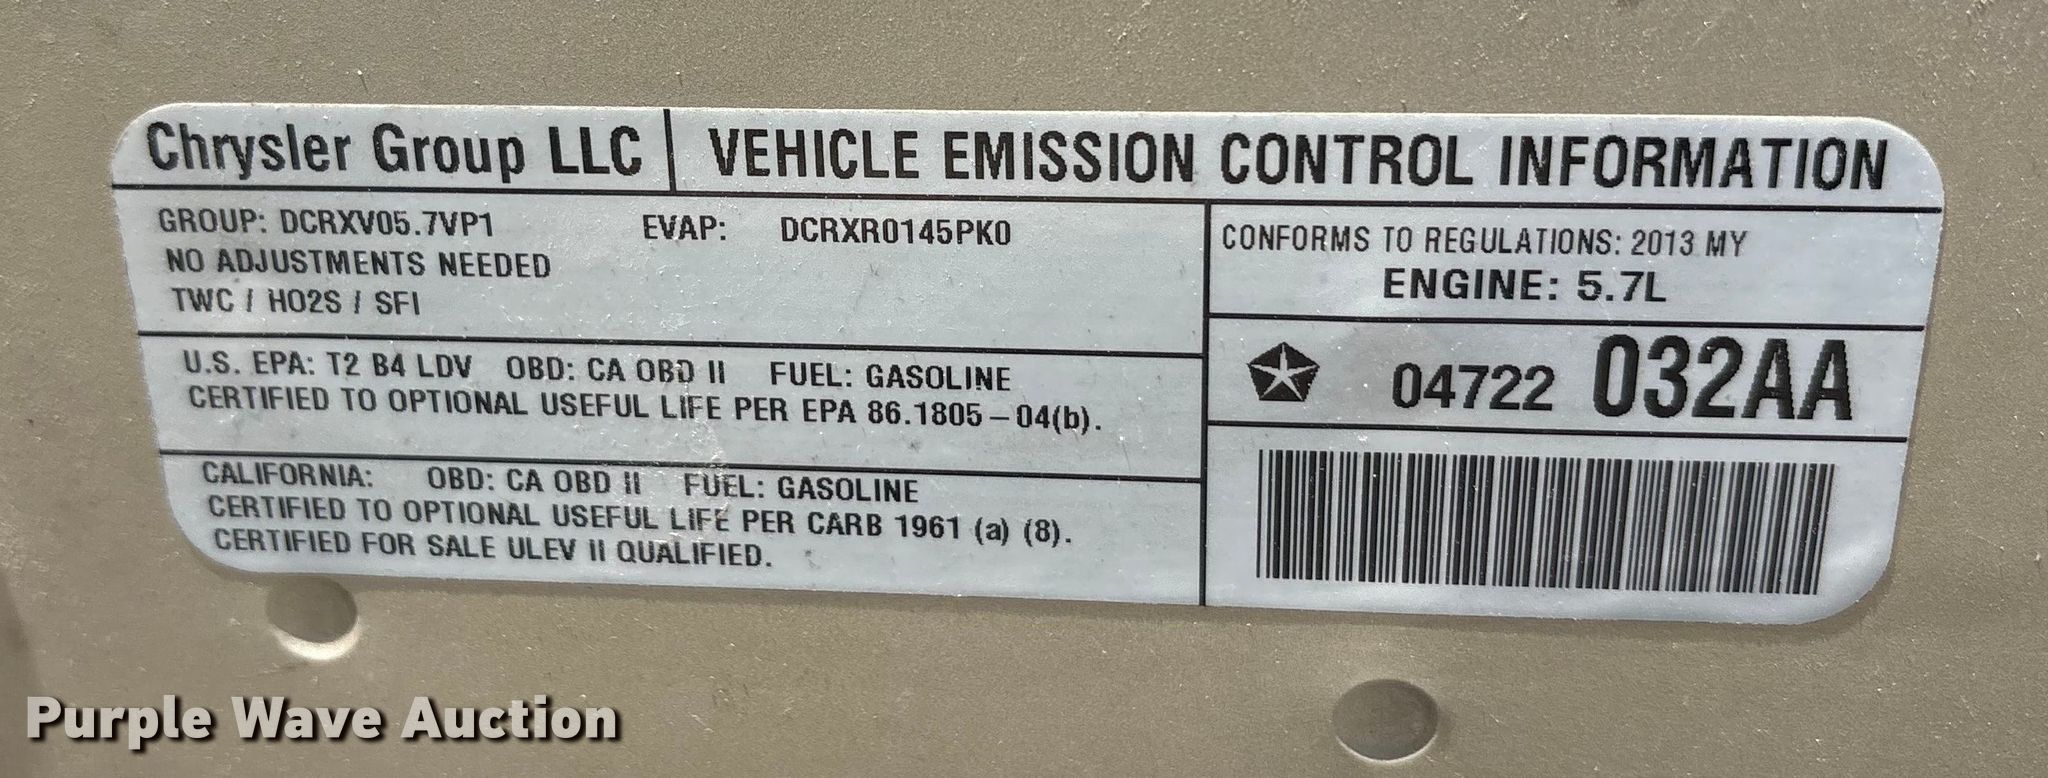 Chrysler Group LLC VEHICLE EMISSION CONTROL INFORMATION
GROUP: DCRXV05.7VP1 EVAP: DCRXR0145PK0
NO ADJUSTMENTS NEEDED
TWC / HO2S / SFI
CONFORMS TO REGULATIONS: 2013 MY
ENGINE: 5.7L
U.S. EPA: T2 B4 LDV OBD: CA OBD II FUEL: GASOLINE
CERTIFIED TO OPTIONAL USEFUL LIFE PER EPA 86.1805-04(b).
04722 032AA
CALIFORNIA: OBD: CA OBD II FUEL: GASOLINE
CERTIFIED TO OPTIONAL USEFUL LIFE PER CARB 1961 (a) (8).
CERTIFIED FOR SALE ULEV II QUALIFIED.
Purple Wave Auction